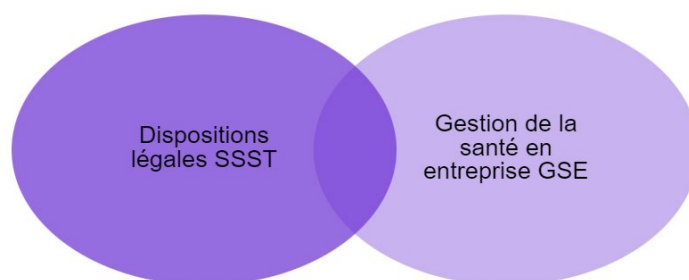 Dispositions
légales SSST
Gestion de la
santé en
entreprise GSE